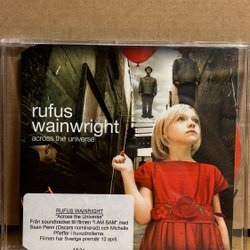 rufus
wainwright
across the universe
RUFUS WAINWRIGHT
"Across the Universe"
Från soundtracket till filmen "I AM SAM" med
Sean Penn (Oscars nominerad) och Michelle
Pfeiffer i huvudrollerna.
Filmen har Sverige premiär 12 april.